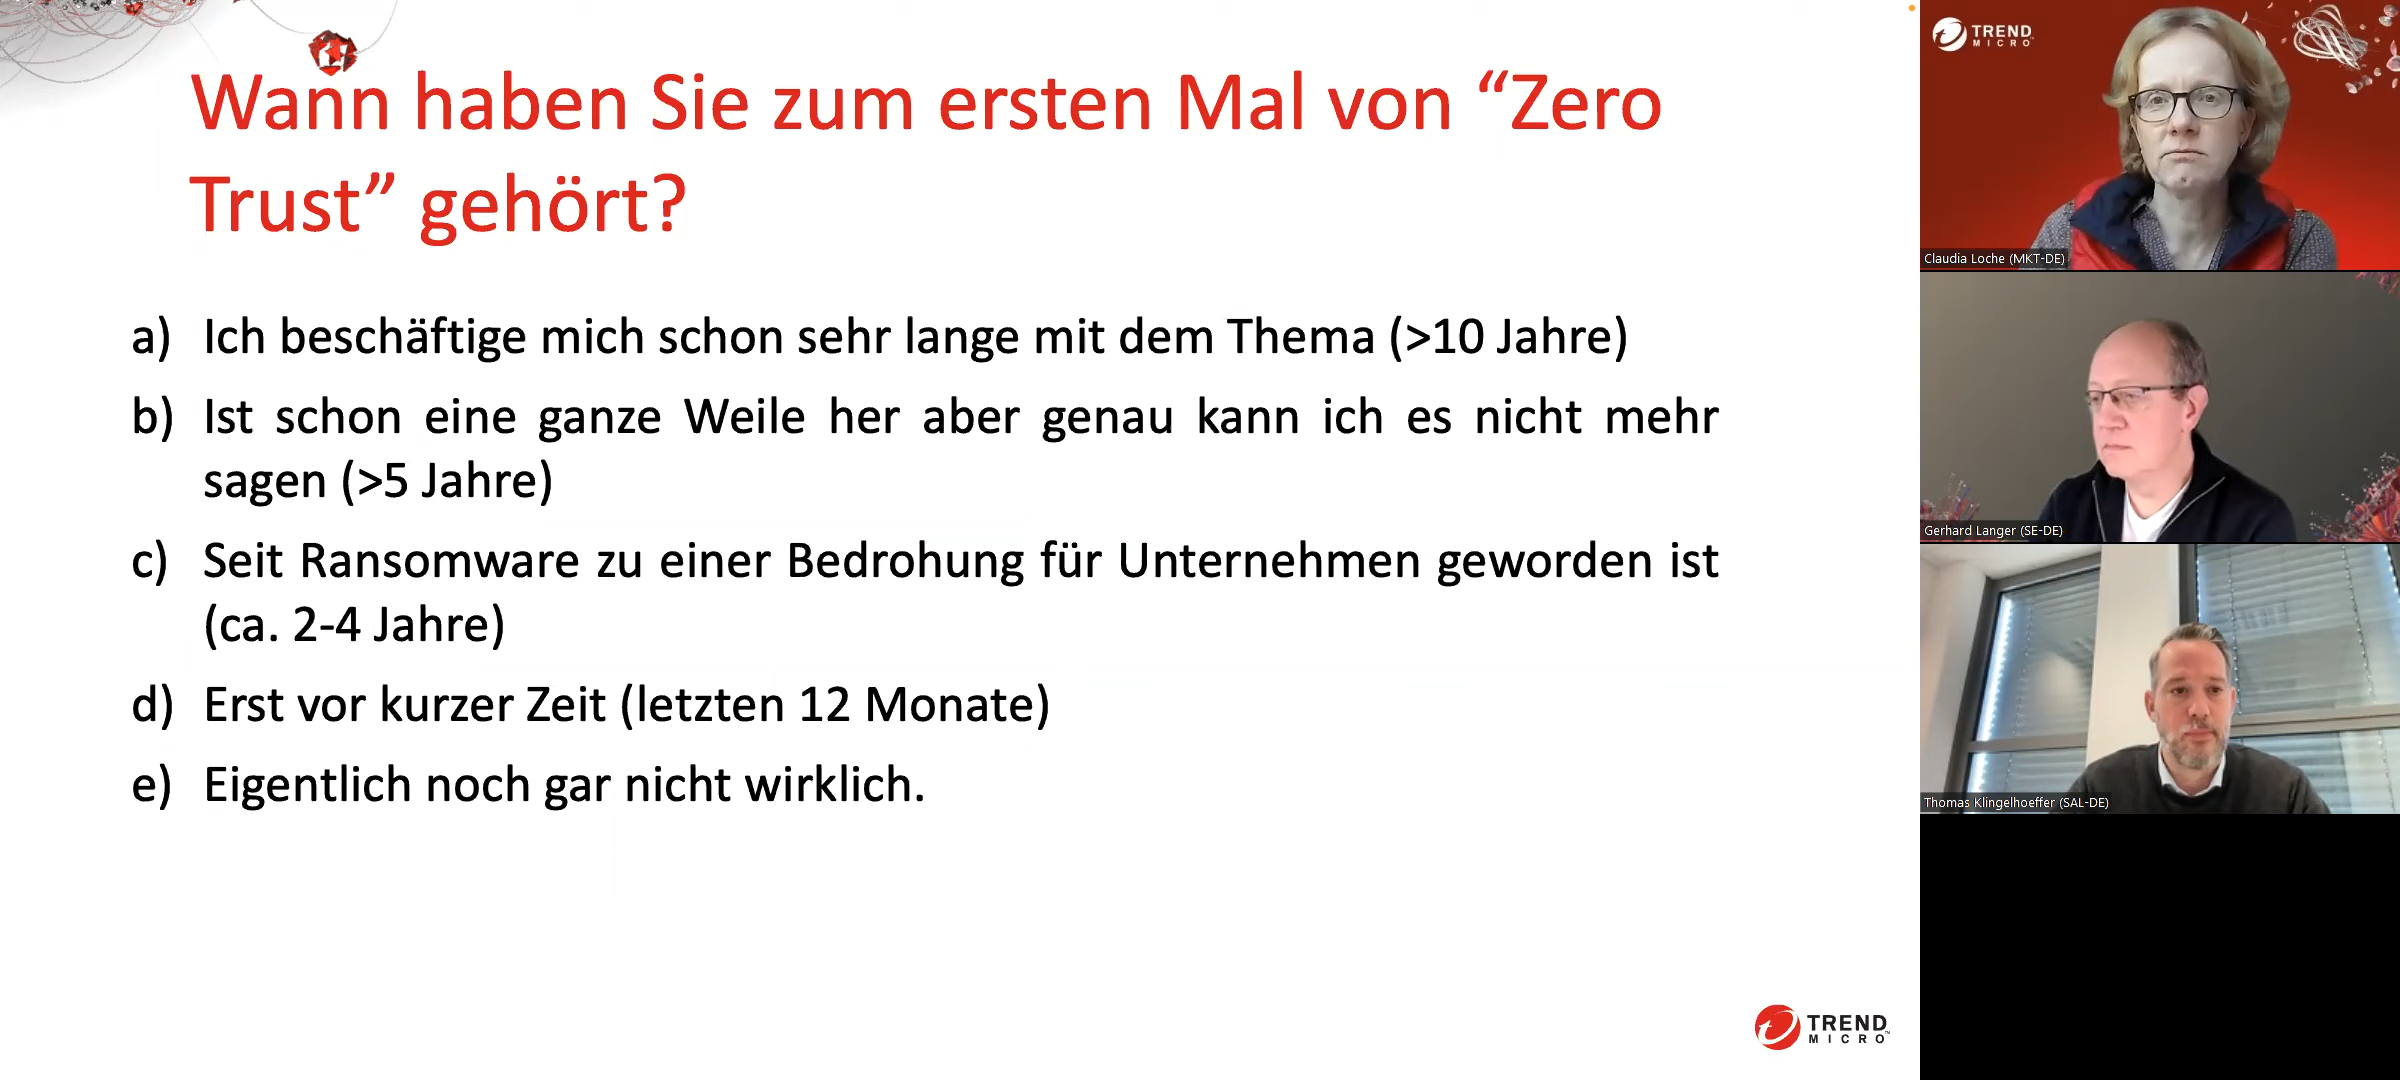 Wann haben Sie zum ersten Mal von “Zero
Trust” gehört?
a) Ich beschäftige mich schon sehr lange mit dem Thema (>10 Jahre)
b) Ist schon eine ganze Weile her aber genau kann ich es nicht mehr
sagen (>5 Jahre)
c) Seit Ransomware zu einer Bedrohung für Unternehmen geworden ist
(ca. 2-4 Jahre)
d) Erst vor kurzer Zeit (letzten 12 Monate)
e) Eigentlich noch gar nicht wirklich.
TREND
MICRO™
TREND
MICRO™
Claudia Loche (MKT-DE)
Gerhard Langer (SE-DE)
Thomas Klingelhoeffer (SAL-DE)